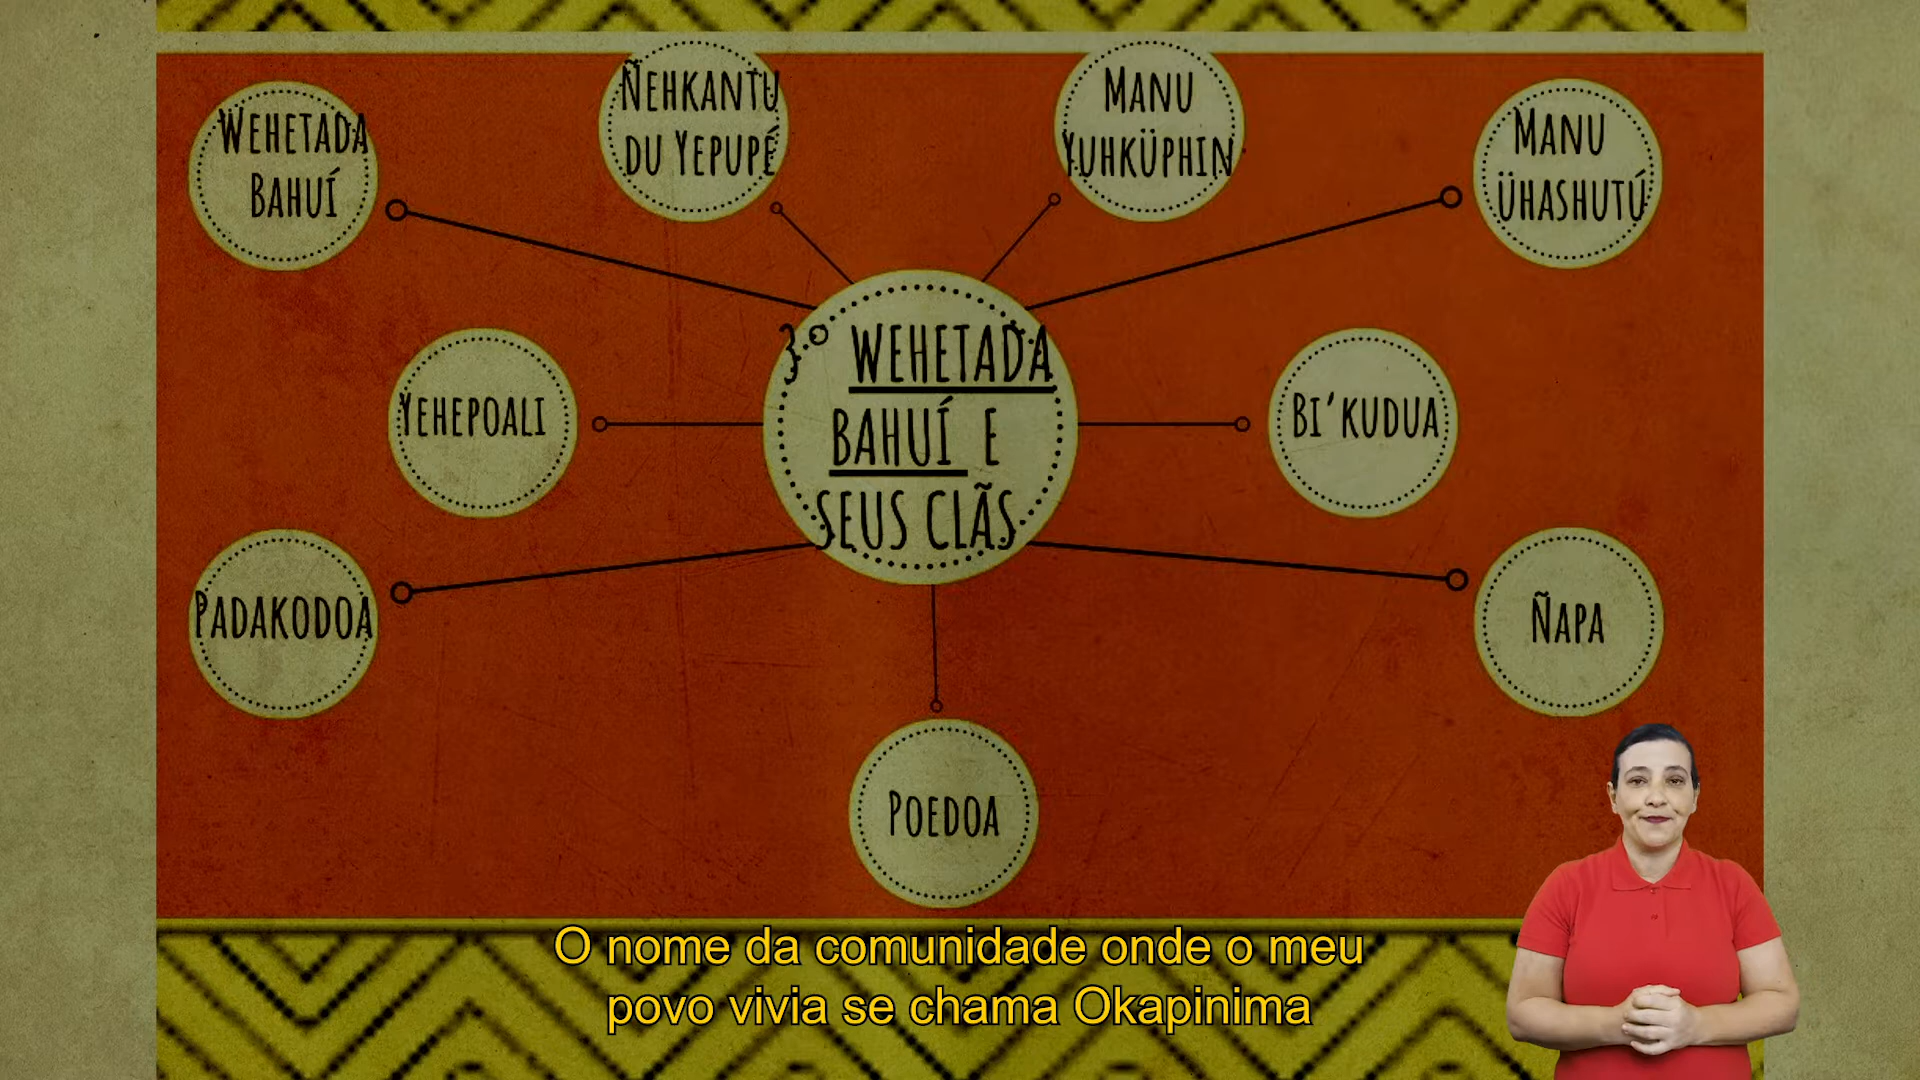 WEHETADA
BAHUÍ
ÑEHKANTU
DU YEPUPÉ
MANU
YUHKÜPHIN
MANU
ÜHASHUTÚ
3° WEHETADA
BAHUÍ E
SEUS CLÃS
YEHEPOALI
BI'KUDUA
PADAKODOA
ÑAPA
POEDOA
O nome da comunidade onde o meu
povo vivia se chama Okapinima